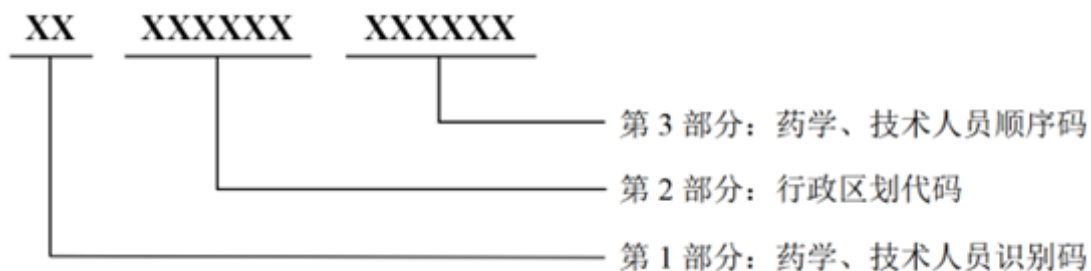 XX XXXXXX XXXXXX
第 3 部分：药学、技术人员顺序码
第 2 部分：行政区划代码
第 1 部分：药学、技术人员识别码